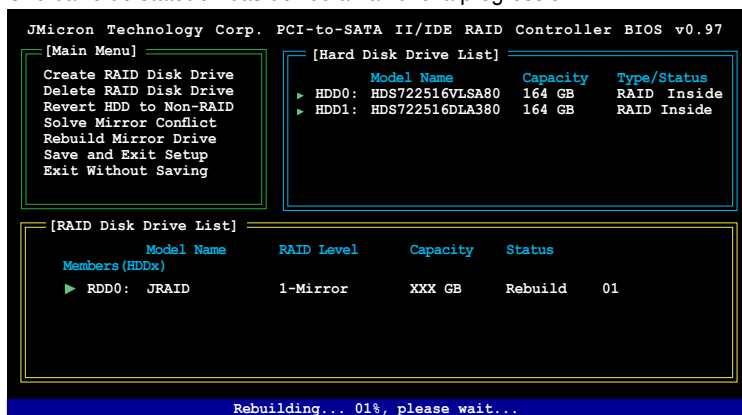 JMicron Technology Corp. PCI-to-SATA II/IDE RAID Controller BIOS v0.97
[Main Menu]
Create RAID Disk Drive
Delete RAID Disk Drive
Revert HDD to Non-RAID
Solve Mirror Conflict
Rebuild Mirror Drive
Save and Exit Setup
Exit Without Saving
[Hard Disk Drive List]
Model Name Capacity Type/Status
HDD0: HDS722516VLSA80 164 GB RAID Inside
HDD1: HDS722516DLA380 164 GB RAID Inside
[RAID Disk Drive List]
Model Name RAID Level Capacity Status
Members(HDDx)
RDD0: JRAID 1-Mirror XXX GB Rebuild 01
Rebuilding... 01%, please wait...